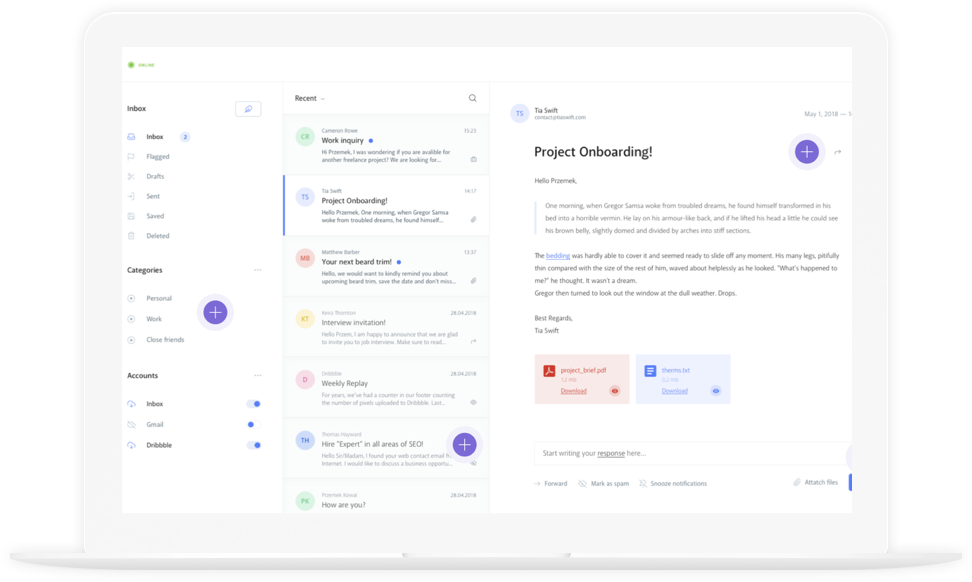 ONLINE
Inbox
Inbox 2
Flagged
Drafts
Sent
Saved
Deleted
Categories
Personal
Work
Close friends
Accounts
Inbox
Gmail
Dribbble
Recent
CR
Cameron Rowe
15:23
Work inquiry
Hi Przemek, I was wondering if you are avalible for
another freelance project? We are looking for...
TS
Tia Swift
14:17
Project Onboarding!
Hello Przemek, One morning, when Gregor Samsa
woke from troubled dreams, he found himself...
MB
Matthew Barber
13:37
Your next beard trim!
Hello, we would want to kindly remind you about
upcoming beard trim. save the date and don't miss...
KT
Keira Thornton
28.04.2018
Interview invitation!
Hello Przem, I am happy to announce that we are glad
to invite you to job interview. Make sure to read...
D
Dribbble
28.04.2018
Weekly Replay
For years, we've had a counter in our footer counting
the number of pixels uploaded to Dribbble. Last...
TH
Thomas Hayward
Hire "Expert" in all areas of SEO!
Hello Sir/Madam, I found your web contact email
Internet. I would like to discuss a business opportu...
PK
Przemek Kowal
28.04.2018
How are you?
TS
Tia Swift
contact@tiaswift.com
May 1, 2018 —
Project Onboarding!
Hello Przemek,
One morning, when Gregor Samsa woke from troubled dreams, he found himself transformed in his
bed into a horrible vermin. He lay on his armour-like back, and if he lifted his head a little he could see
his brown belly, slightly domed and divided by arches into stiff sections.
The bedding was hardly able to cover it and seemed ready to slide off any moment. His many legs, pitifully
thin compared with the size of the rest of him, waved about helplessly as he looked. "What's happened to
me?" he thought. It wasn't a dream.
Gregor then turned to look out the window at the dull weather. Drops.
Best Regards,
Tia Swift
project_brief.pdf
1,2 mb
Download
therms.txt
0,2 mb
Download
Start writing your response here...
Forward
Mark as spam
Snooze notifications
Attatch files